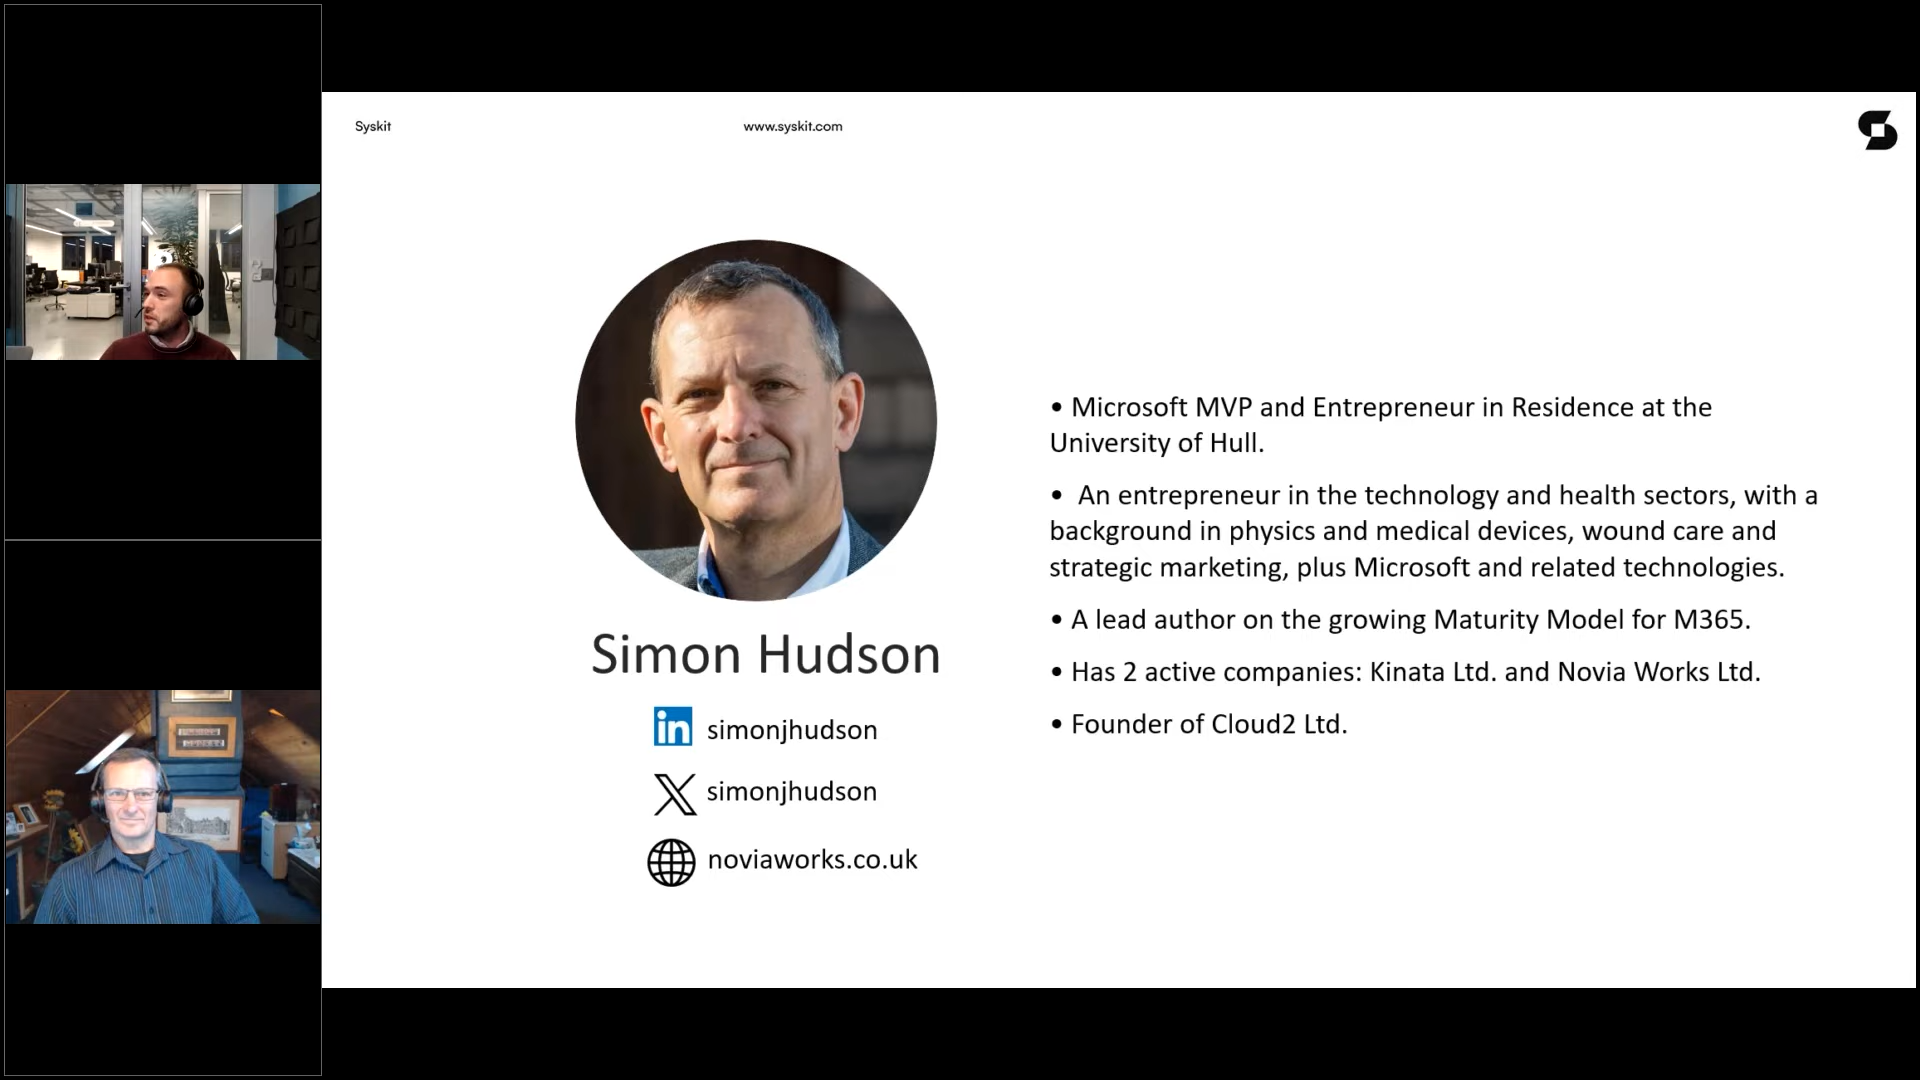 Syskit
www.syskit.com
Simon Hudson
in simonjhudson
simonjhudson
noviaworks.co.uk
• Microsoft MVP and Entrepreneur in Residence at the
University of Hull.
• An entrepreneur in the technology and health sectors, with a
background in physics and medical devices, wound care and
strategic marketing, plus Microsoft and related technologies.
• A lead author on the growing Maturity Model for M365.
• Has 2 active companies: Kinata Ltd. and Novia Works Ltd.
• Founder of Cloud2 Ltd.